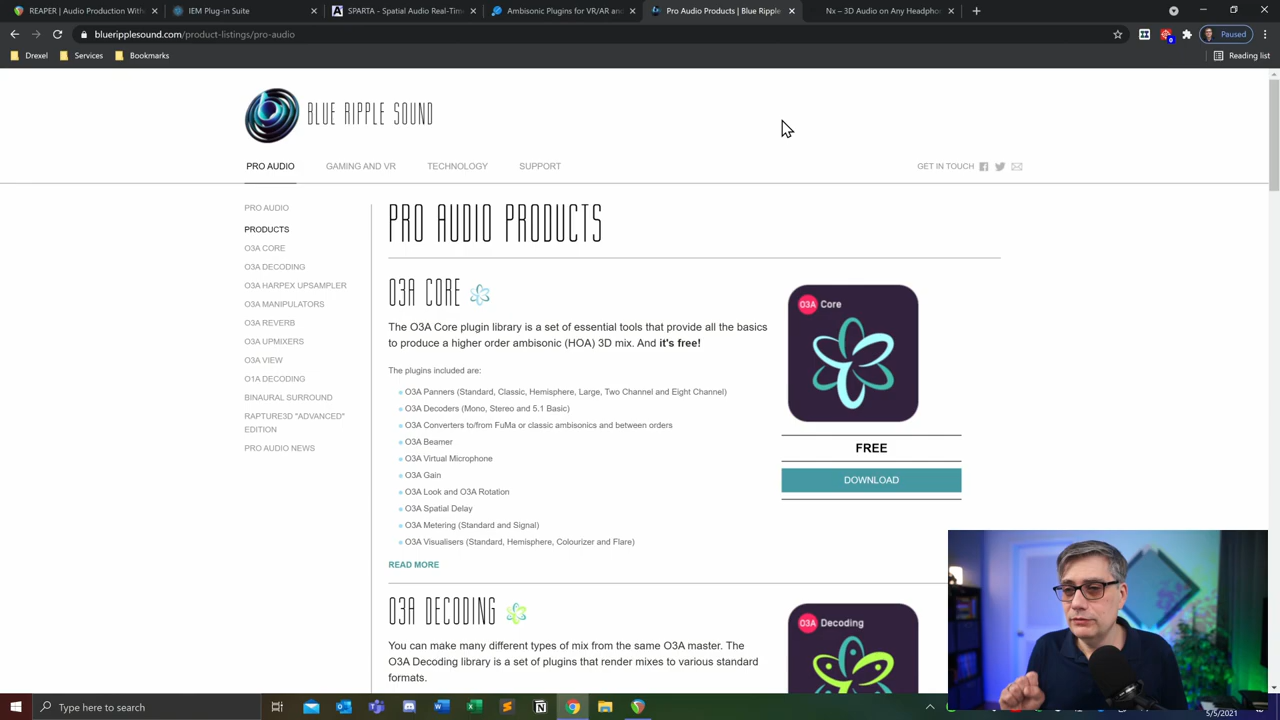 REAPER | Audio Production With
IEM Plug-in Suite
SPARTA - Spatial Audio Real-Tim
Ambisonic Plugins for VR/AR and
Pro Audio Products | Blue Ripple
Nx – 3D Audio on Any Headpho
bluerippplesound.com/product-listings/pro-audio
Paused
Drexel
Services
Bookmarks
Reading list
BLUE RIPPLE SOUND
PRO AUDIO
GAMING AND VR
TECHNOLOGY
SUPPORT
GET IN TOUCH
PRO AUDIO
PRODUCTS
O3A CORE
O3A DECODING
O3A HARPEX UPSAMPLER
O3A MANIPULATORS
O3A REVERB
O3A UPMIXERS
O3A VIEW
O1A DECODING
BINAURAL SURROUND
RAPTURE3D "ADVANCED"
EDITION
PRO AUDIO NEWS
PRO AUDIO PRODUCTS
O3A CORE
The O3A Core plugin library is a set of essential tools that provide all the basics
to produce a higher order ambisonic (HOA) 3D mix. And it's free!
The plugins included are:
O3A Panners (Standard, Classic, Hemisphere, Large, Two Channel and Eight Channel)
O3A Decoders (Mono, Stereo and 5.1 Basic)
O3A Converters to/from FuMa or classic ambisonics and between orders
O3A Beamer
O3A Virtual Microphone
O3A Gain
O3A Look and O3A Rotation
O3A Spatial Delay
O3A Metering (Standard and Signal)
O3A Visualisers (Standard, Hemisphere, Colourizer and Flare)
READ MORE
O3A Core
FREE
DOWNLOAD
O3A DECODING
You can make many different types of mix from the same O3A master. The
O3A Decoding library is a set of plugins that render mixes to various standard
formats.
O3A Decoding
Type here to search
5/5/2021